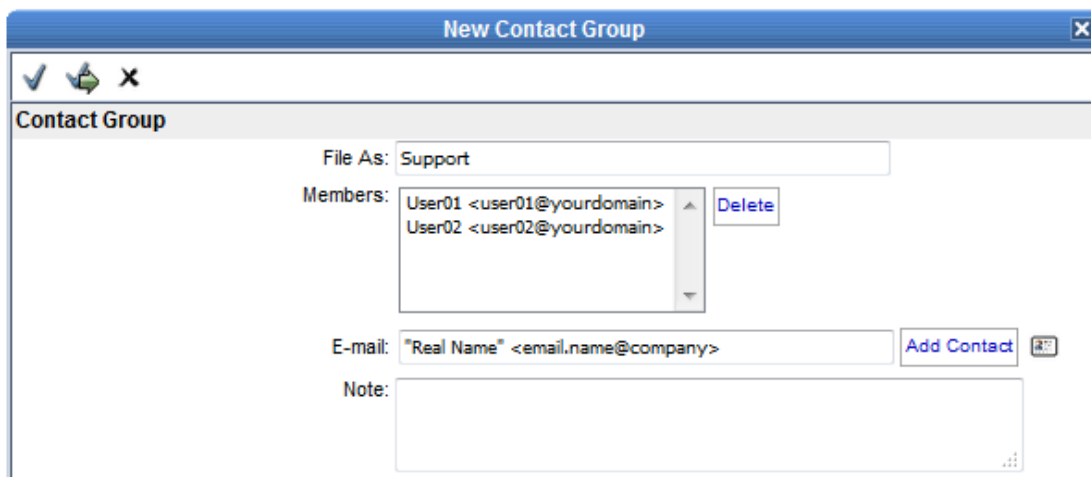 New Contact Group
Contact Group
File As: Support
Members: User01 <user01@yourdomain> Delete
User02 <user02@yourdomain>
E-mail: "Real Name" <email.name@company> Add Contact
Note: